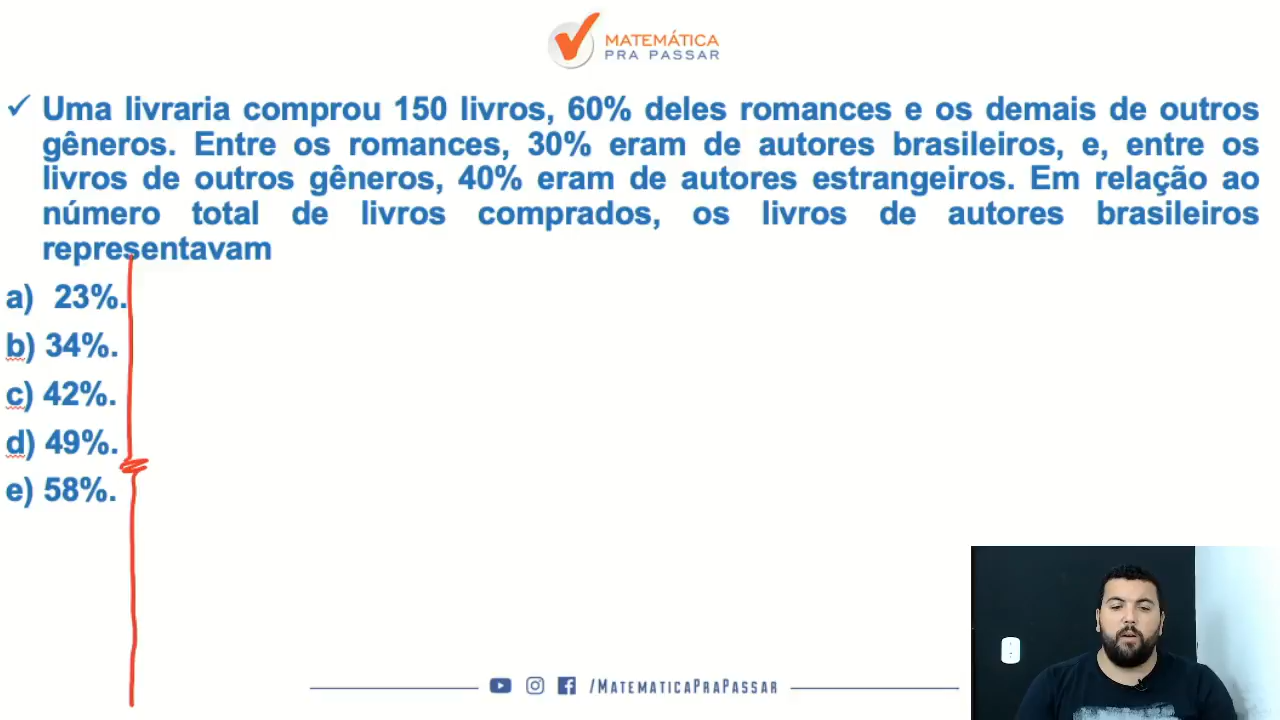 MATEMÁTICA
PRA PASSAR
✓ Uma livraria comprou 150 livros, 60% deles romances e os demais de outros
gêneros. Entre os romances, 30% eram de autores brasileiros, e, entre os
livros de outros gêneros, 40% eram de autores estrangeiros. Em relação ao
número total de livros comprados, os livros de autores brasileiros
representavam
a) 23%.
b) 34%.
c) 42%.
d) 49%.
e) 58%.
/MATEMATICAPRAPASSAR